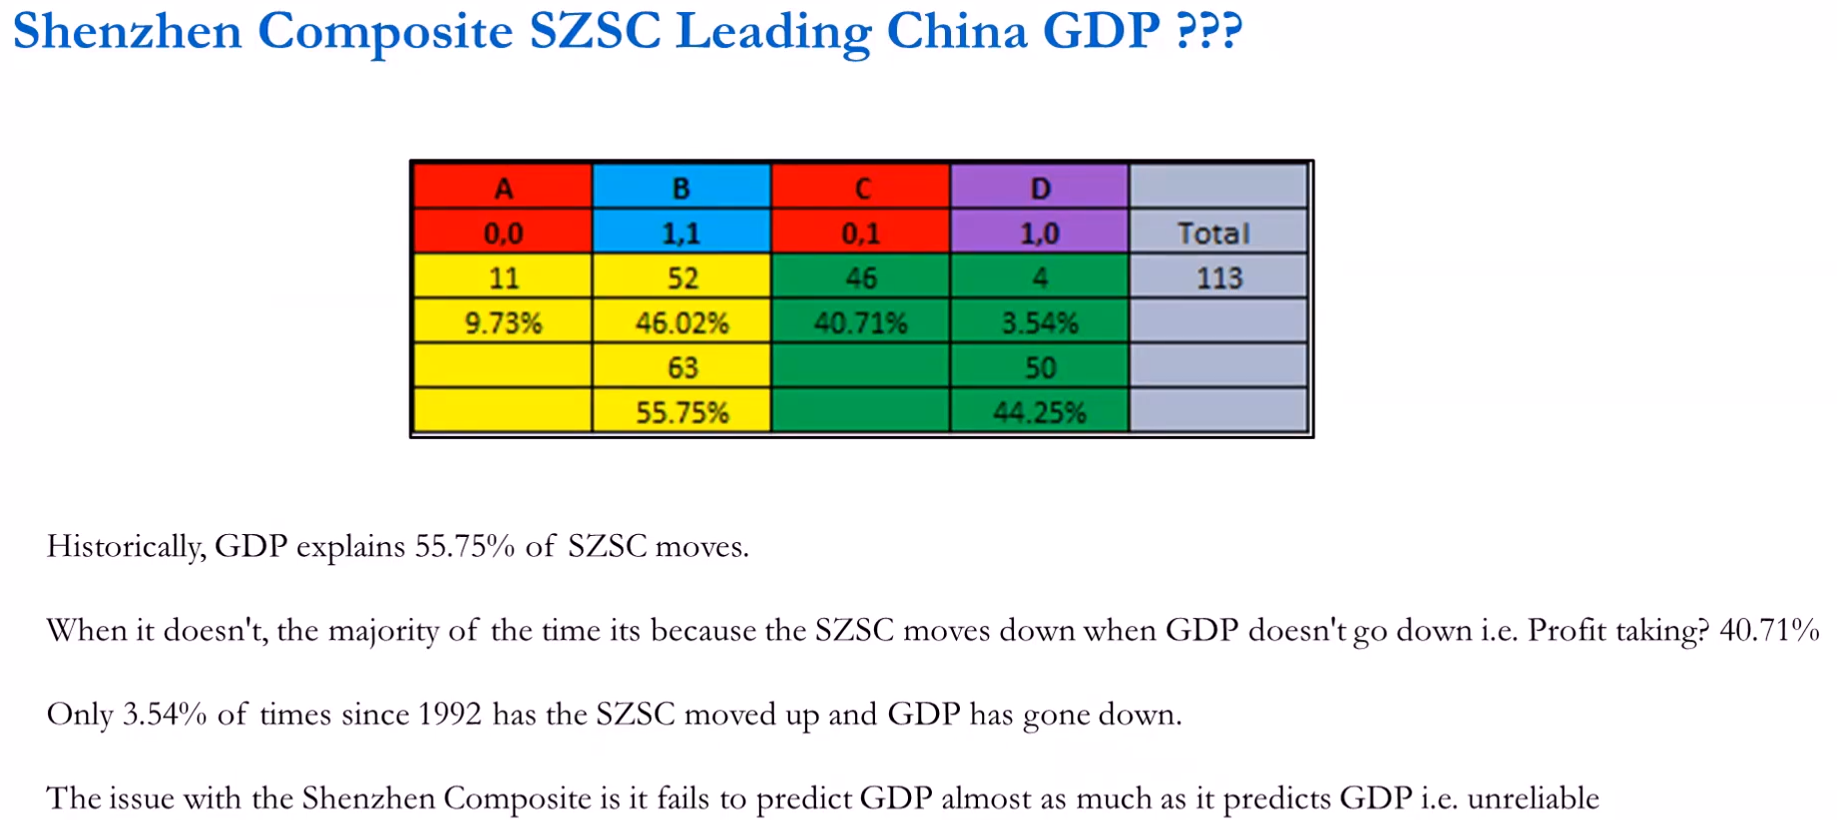 Shenzhen Composite SZSC Leading China GDP ???
A B C D
0,0 1,1 0,1 1,0 Total
11 52 46 4 113
9.73% 46.02% 40.71% 3.54%
63 50
55.75% 44.25%
Historically, GDP explains 55.75% of SZSC moves.
When it doesn't, the majority of the time its because the SZSC moves down when GDP doesn't go down i.e. Profit taking? 40.71%
Only 3.54% of times since 1992 has the SZSC moved up and GDP has gone down.
The issue with the Shenzhen Composite is it fails to predict GDP almost as much as it predicts GDP i.e. unreliable